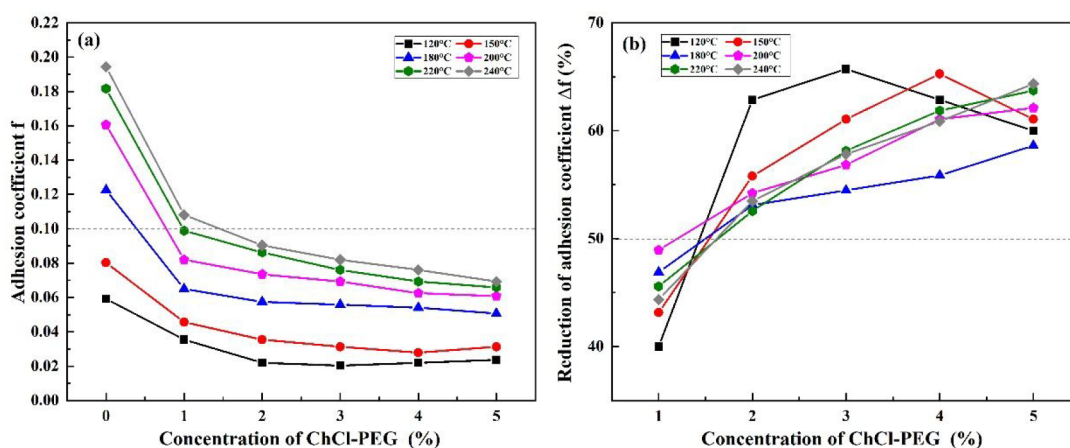 (a)
120°C 150°C
180°C 200°C
220°C 240°C
0.22
0.20
0.18
0.16
0.14
0.12
0.10
0.08
0.06
0.04
0.02
0.00
Adhesion coefficient f
0 1 2 3 4 5
Concentration of ChCl-PEG (%)
(b)
120°C 150°C
180°C 200°C
220°C 240°C
70
60
50
40
Reduction of adhesion coefficient Δf (%)
1 2 3 4 5
Concentration of ChCl-PEG (%)